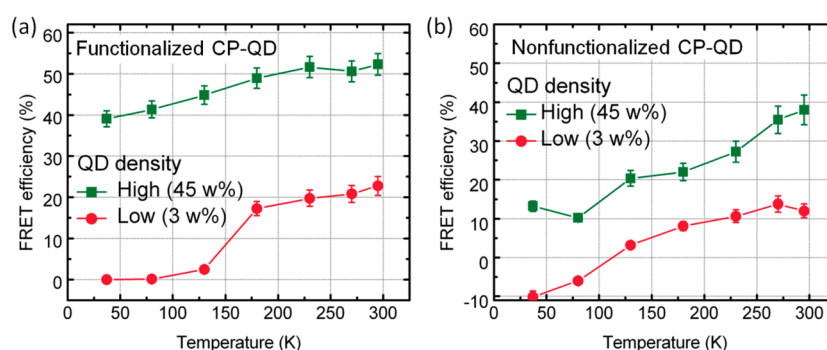 (a)
Functionalized CP-QD
QD density
High (45 w%)
Low (3 w%)
FRET efficiency (%)
60
50
40
30
20
10
0
0 50 100 150 200 250 300
Temperature (K)
(b)
Nonfunctionalized CP-QD
QD density
High (45 w%)
Low (3 w%)
FRET efficiency (%)
60
50
40
30
20
10
0
-10
0 50 100 150 200 250 300
Temperature (K)